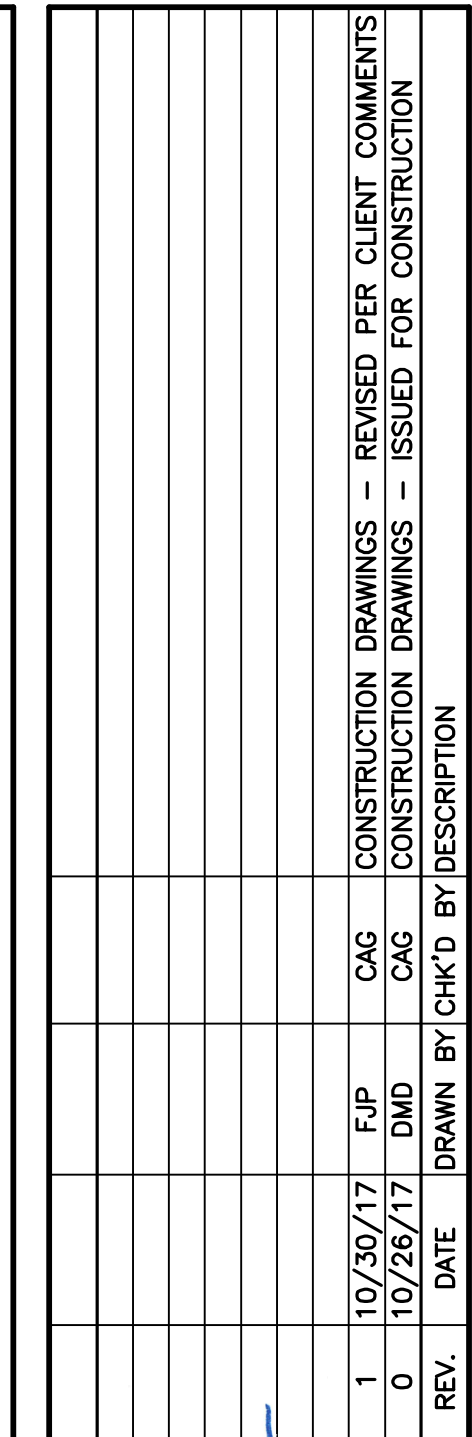 1 10/30/17 FJP CAG CONSTRUCTION DRAWINGS – REVISED PER CLIENT COMMENTS
0 10/26/17 DMD CAG CONSTRUCTION DRAWINGS – ISSUED FOR CONSTRUCTION
REV. DATE DRAWN BY CHK'D BY DESCRIPTION